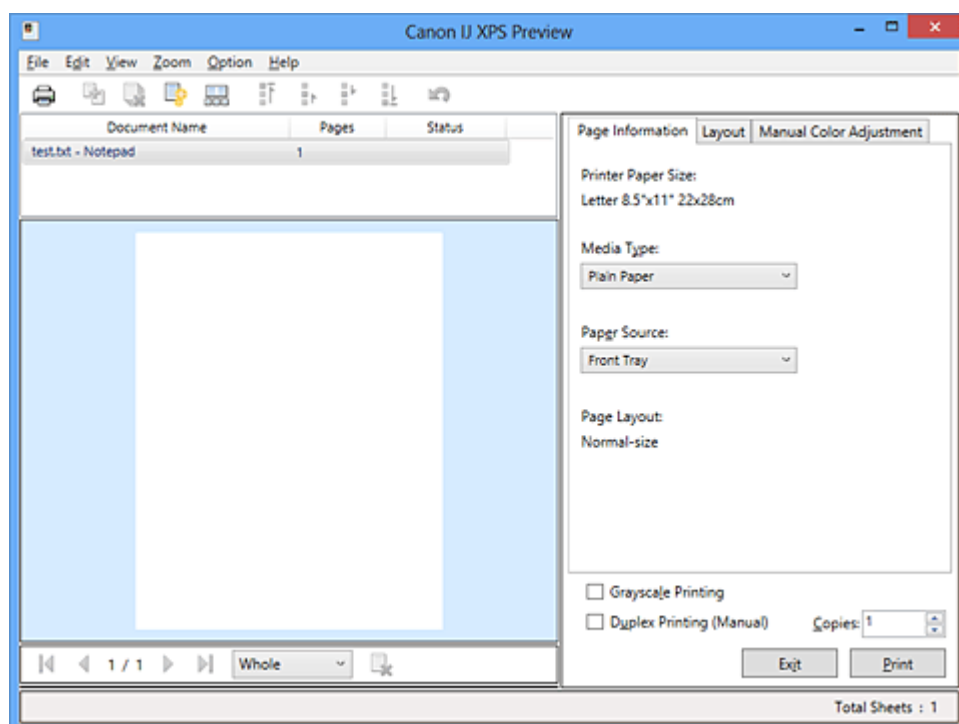 Canon IJ XPS Preview
File Edit View Zoom Option Help
Document Name Pages Status
test.txt - Notepad 1
Page Information Layout Manual Color Adjustment
Printer Paper Size:
Letter 8.5"x11" 22x28cm
Media Type:
Plain Paper
Paper Source:
Front Tray
Page Layout:
Normal-size
Grayscale Printing
Duplex Printing (Manual) Copies: 1
1 / 1 Whole
Exit Print
Total Sheets : 1